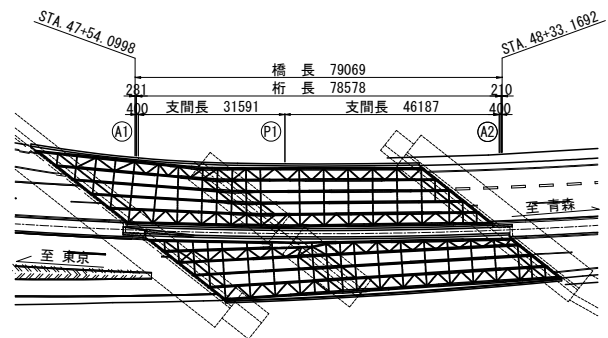 STA.47+54.0998
STA.48+33.1692
橋 長 79069
281 桁 長 78578 210
400 支間長 31591 支間長 46187 400
A1 P1 A2
至 青森
至 東京